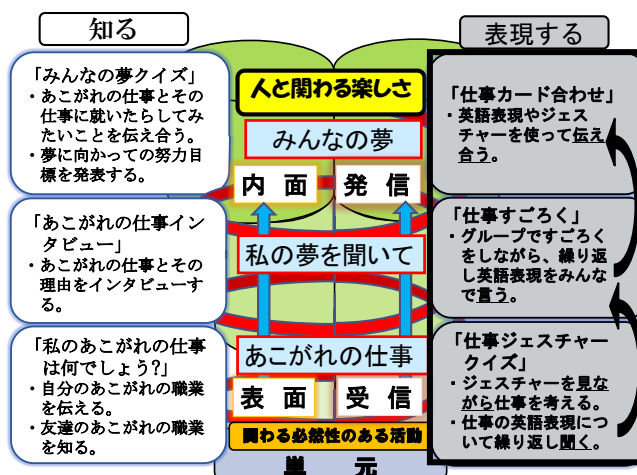 知る
「みんなの夢クイズ」
・あこがれの仕事とその
仕事に就いたらしてみ
たいことを伝え合う。
・夢に向かっての努力目
標を発表する。
「あこがれの仕事イン
タビュー」
・あこがれの仕事とその
理由をインタビューす
る。
「私のあこがれの仕事
は何でしょう?」
・自分のあこがれの職業
を伝える。
・友達のあこがれの職業
を知る。
人と関わる楽しさ
みんなの夢
内 面
発 信
私の夢を聞いて
あこがれの仕事
表 面
受 信
関わる必然性のある活動
単 元
表現する
「仕事カード合わせ」
・英語表現やジェス
チャーを使って伝え
合う。
「仕事すごろく」
・グループですごろく
をしながら、繰り返
し英語表現をみんな
で言う。
「仕事ジェスチャー
クイズ」
・ジェスチャーを見な
がら仕事を考える。
・仕事の英語表現につ
いて繰り返し聞く。